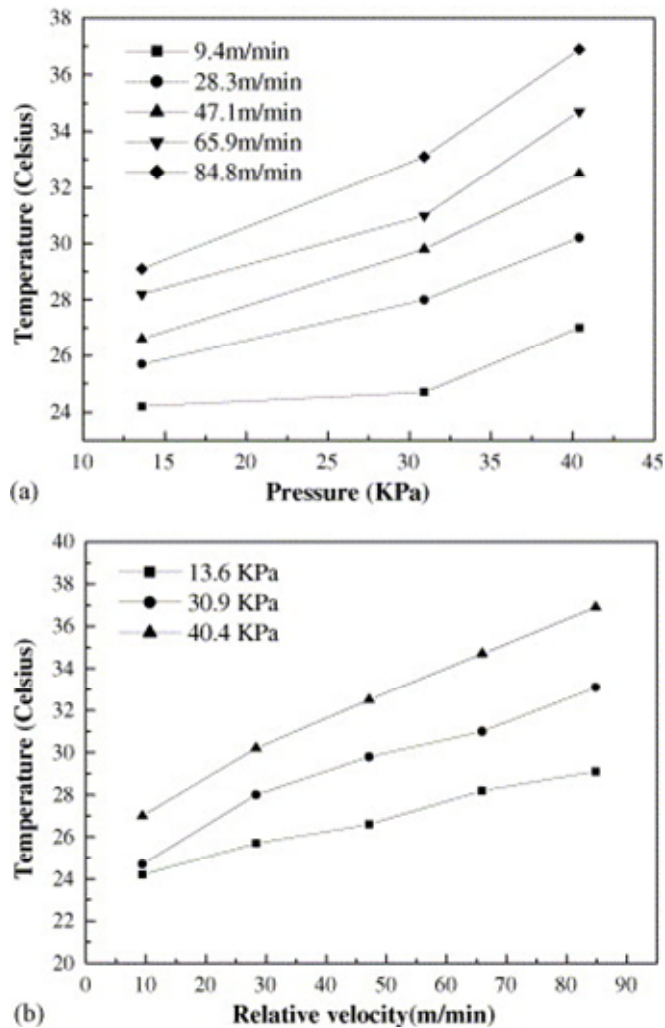 38
36
34
32
30
28
26
24
Temperature (Celsius)
9.4m/min
28.3m/min
47.1m/min
65.9m/min
84.8m/min
10 15 20 25 30 35 40 45
Pressure (KPa)
(a)
40
38
36
34
32
30
28
26
24
22
20
Temperature (Celsius)
13.6 KPa
30.9 KPa
40.4 KPa
0 10 20 30 40 50 60 70 80 90
Relative velocity(m/min)
(b)